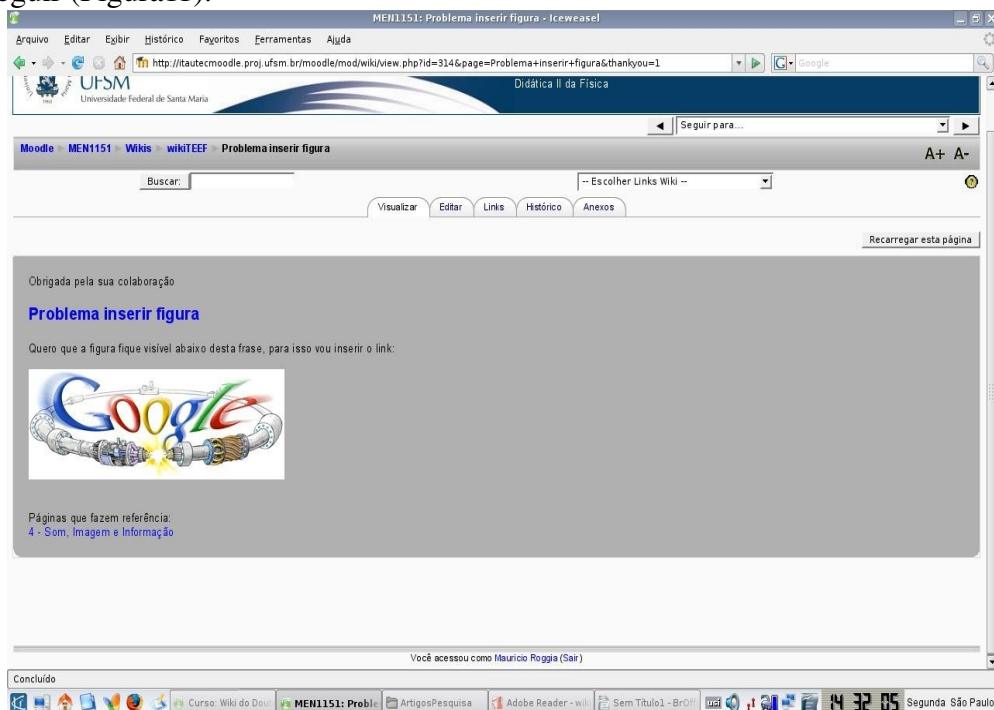 MEN1151: Problema inserir figura - Iceweasel
Arquivo Editar Exibir Histórico Favoritos Ferramentas Ajuda
http://itautecmoodle.proj.ufsm.br/moodle/mod/wiki/view.php?id=314&page=Problema+inserir+figura&thankyou=1
Google
UFSM
Universidade Federal de Santa Maria
Didática II da Física
Seguir para...
Moodle MEN1151 Wikis wikiTEEF Problema inserir figura
A+ A-
Buscar:
-- Escolher Links Wiki --
Visualizar Editar Links Histórico Anexos
Recarregar esta página
Obrigada pela sua colaboração
Problema inserir figura
Quero que a figura fique visível abaixo desta frase, para isso vou inserir o link:
Google
Páginas que fazem referência:
4 - Som, Imagem e Informação
Você acessou como Mauricio Roggia (Sair)
Concluído
Curso: Wiki do Dou MEN1151: Proble ArtigosPesquisa Adobe Reader - wi Sem Título1 - BrOf 14 32 05 Segunda São Paulo